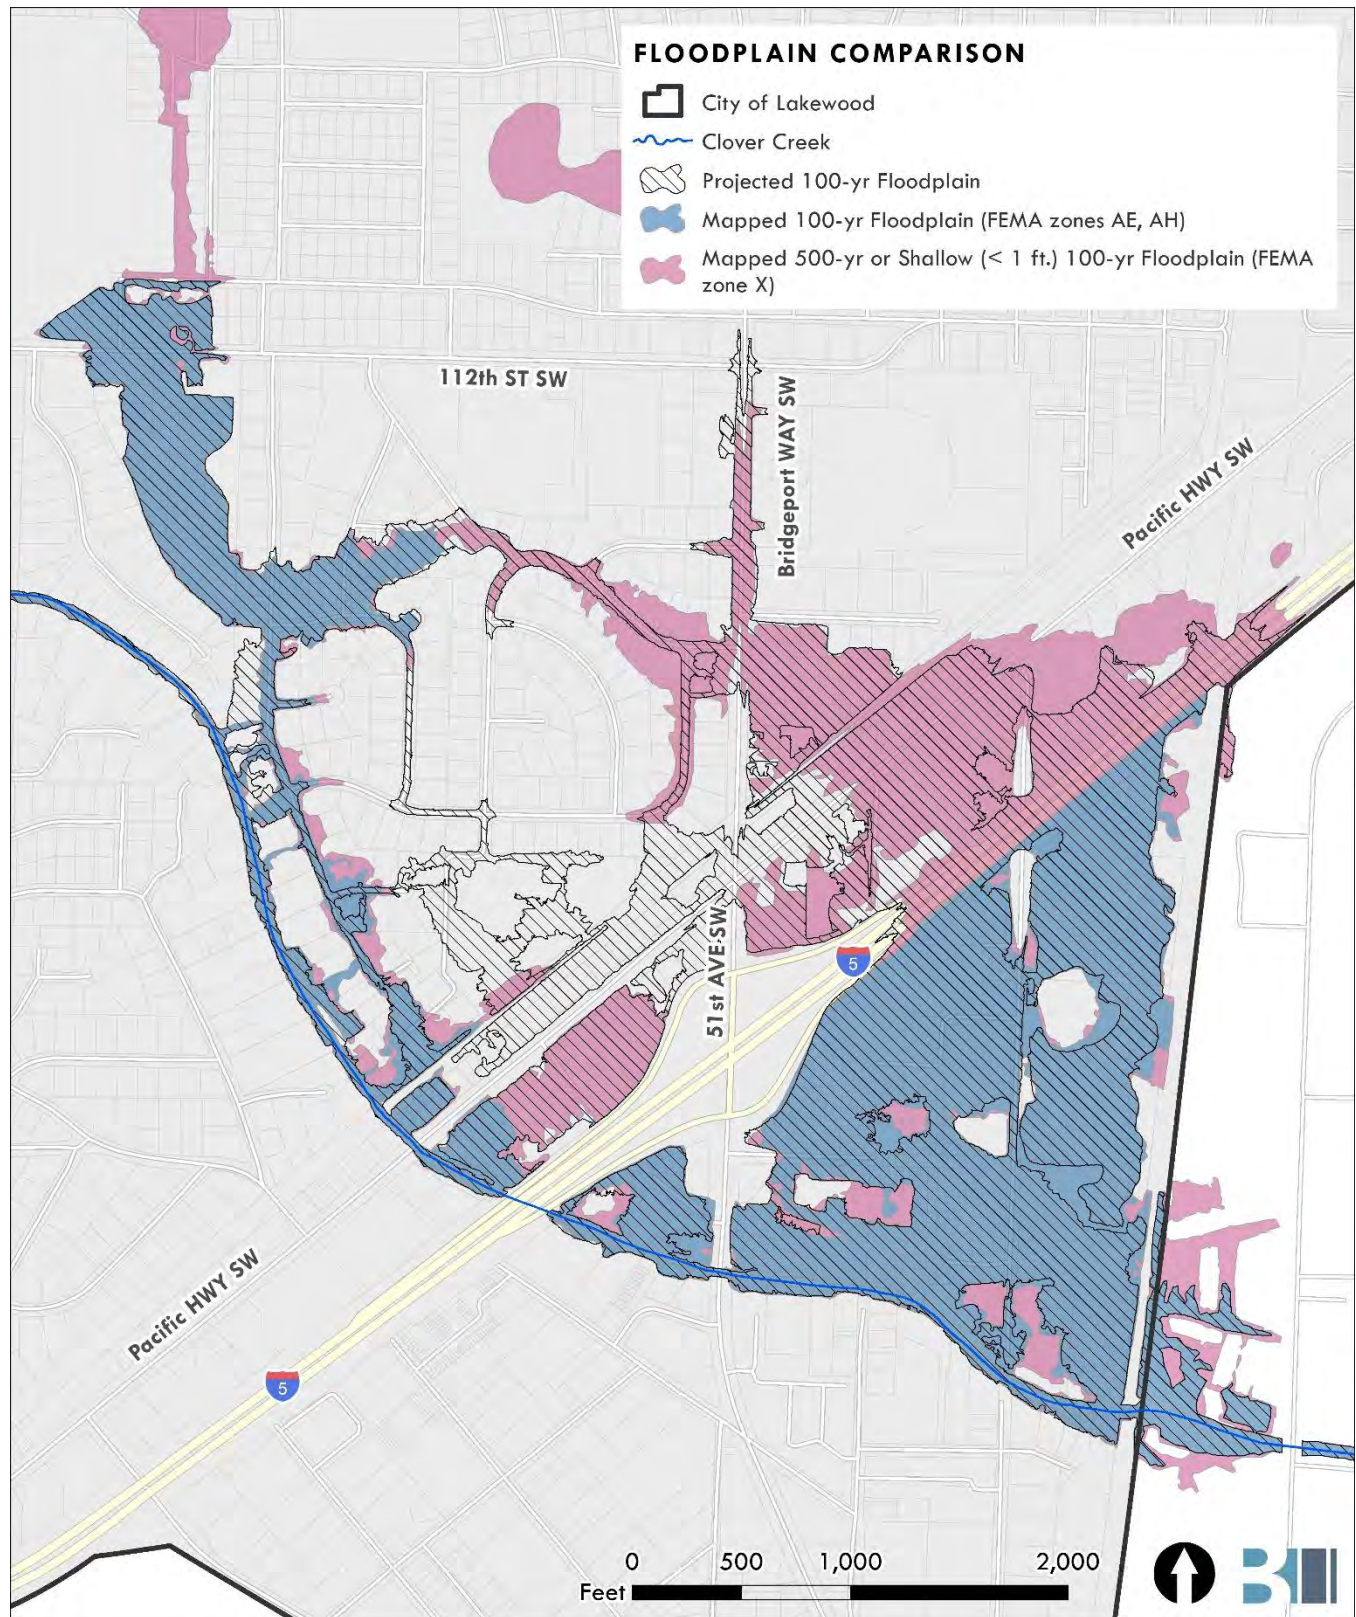 FLOODPLAIN COMPARISON
City of Lakewood
Clover Creek
Projected 100-yr Floodplain
Mapped 100-yr Floodplain (FEMA zones AE, AH)
Mapped 500-yr or Shallow (< 1 ft.) 100-yr Floodplain (FEMA
zone X)
112th ST SW
Bridgeport WAY SW
Pacific HWY SW
51st AVE SW
5
Pacific HWY SW
5
0 500 1,000 2,000
Feet